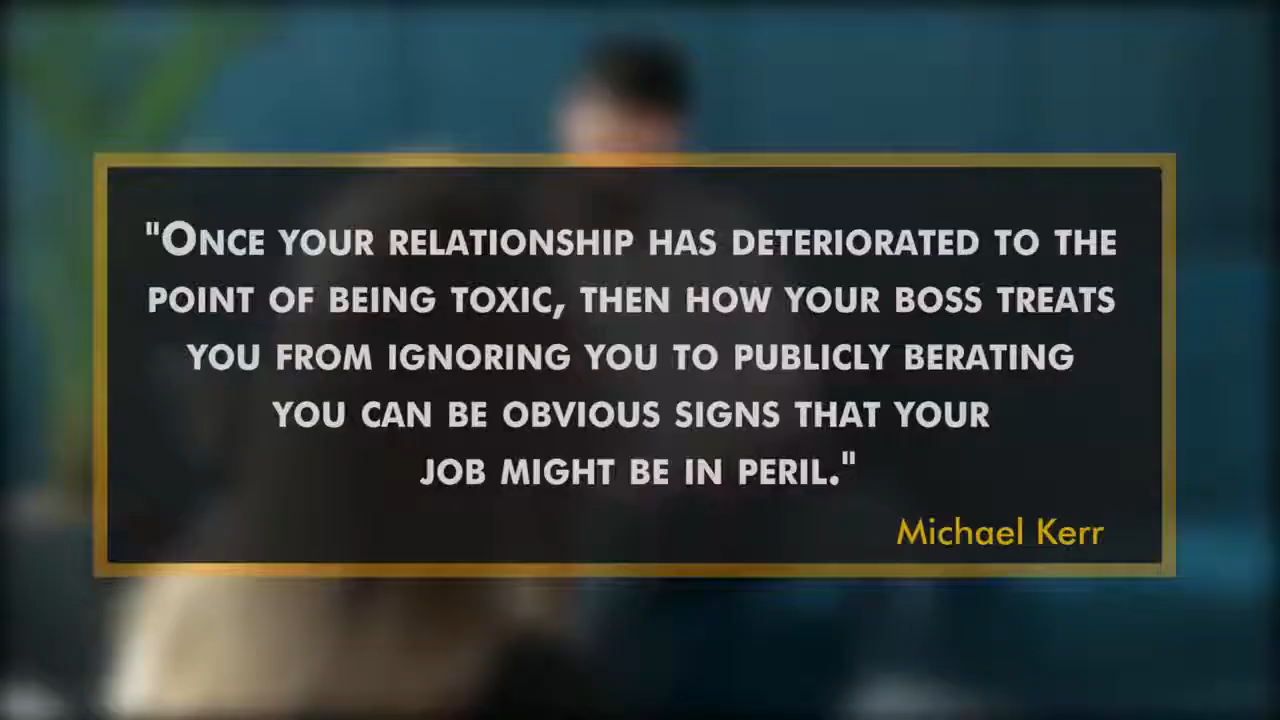 "Once your relationship has deteriorated to the
point of being toxic, then how your boss treats
you from ignoring you to publicly berating
you can be obvious signs that your
job might be in peril."
Michael Kerr